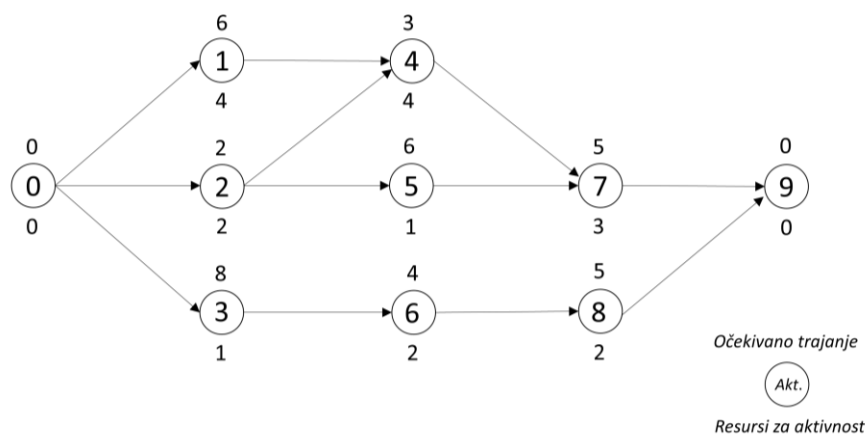 6 3
1 4
4 4
0 2 6 5 0
0 2 5 7 9
0 2 1 3 0
8 4 5
3 6 8
1 2 2
Očekivano trajanje
Akt.
Resursi za aktivnost